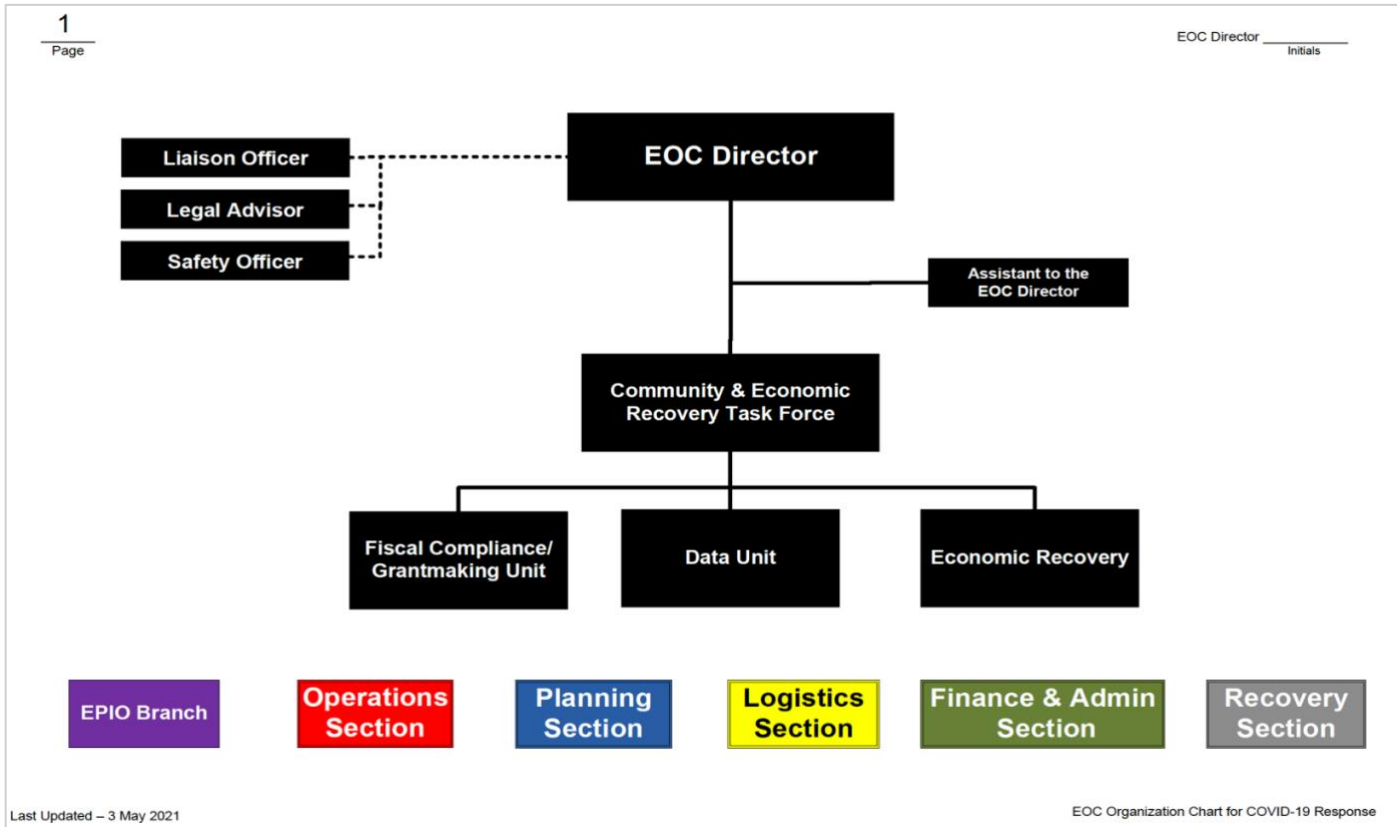 1
Page
EOC Director
Initials
EOC Director
Liaison Officer
Legal Advisor
Safety Officer
Assistant to the
EOC Director
Community & Economic
Recovery Task Force
Fiscal Compliance/
Grantmaking Unit
Data Unit
Economic Recovery
EPIO Branch
Operations
Section
Planning
Section
Logistics
Section
Finance & Admin
Section
Recovery
Section
Last Updated – 3 May 2021
EOC Organization Chart for COVID-19 Response